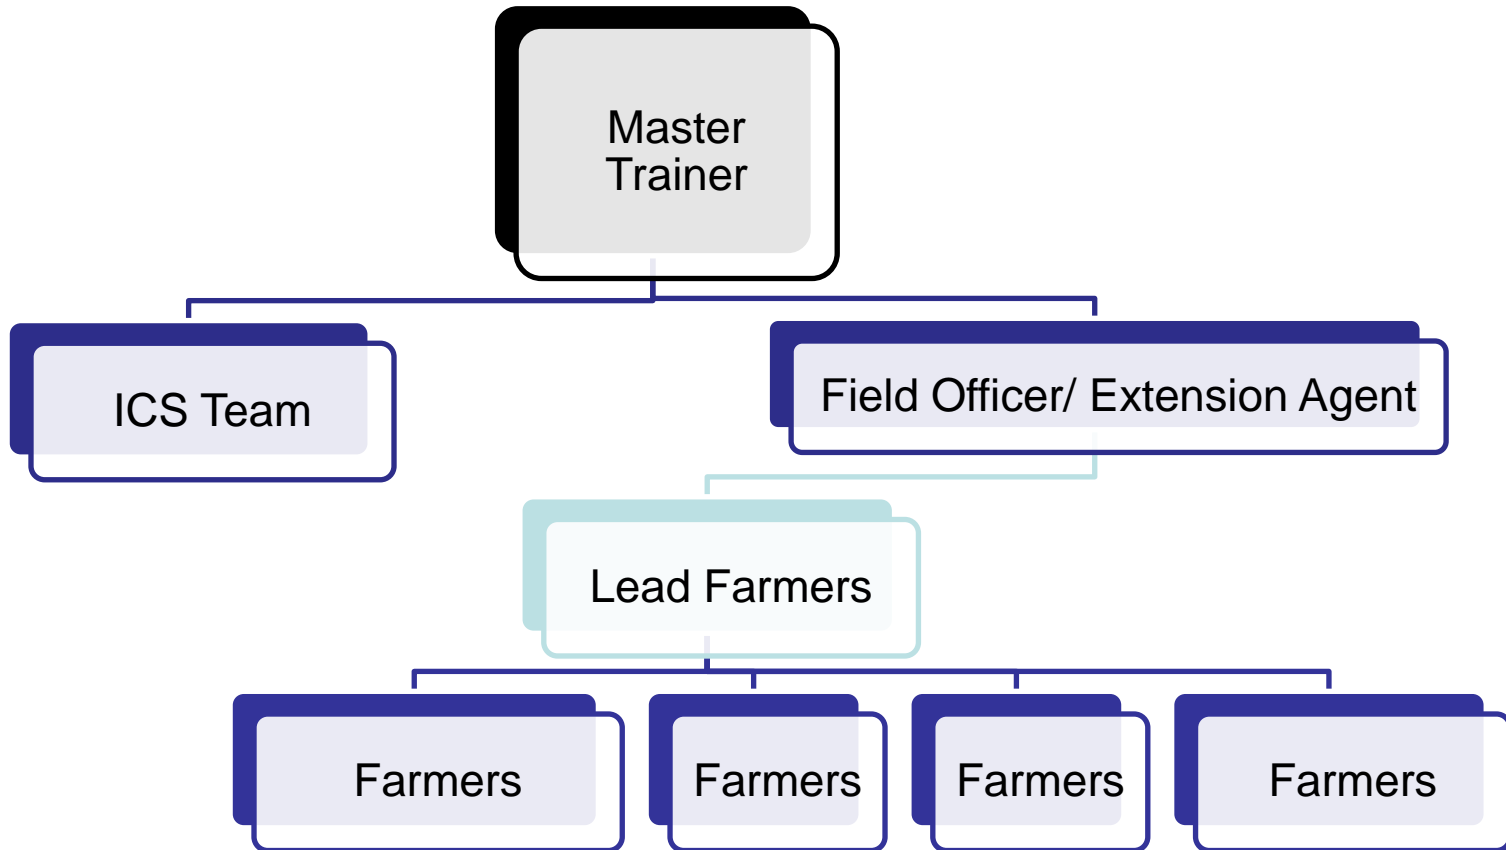 Master
Trainer
ICS Team
Field Officer/ Extension Agent
Lead Farmers
Farmers
Farmers
Farmers
Farmers